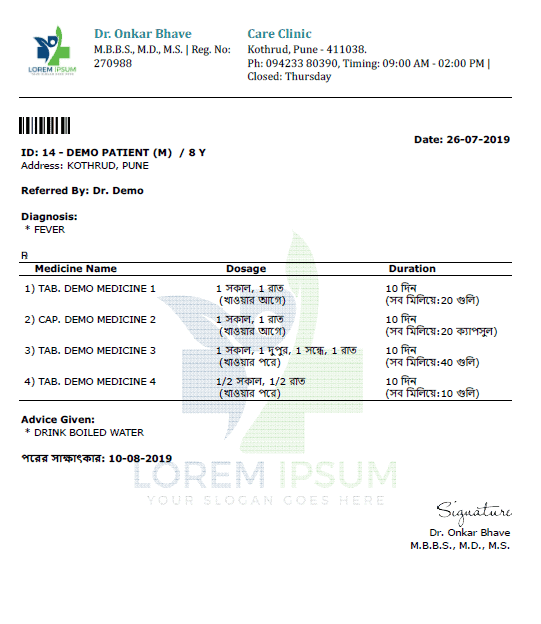 Dr. Onkar Bhave
M.B.B.S., M.D., M.S. | Reg. No:
270988
Care Clinic
Kothrud, Pune - 411038.
Ph: 094233 80390, Timing: 09:00 AM - 02:00 PM |
Closed: Thursday
LOREM IPSUM
Date: 26-07-2019
ID: 14 - DEMO PATIENT (M) / 8 Y
Address: KOTHRUD, PUNE
Referred By: Dr. Demo
Diagnosis:
* FEVER
℞
Medicine Name Dosage Duration
1) TAB. DEMO MEDICINE 1 1 সকাল, 1 রাত 10 দিন
(খাওয়ার আগে) (সব মিলিয়ে:20 গুলি)
2) CAP. DEMO MEDICINE 2 1 সকাল, 1 রাত 10 দিন
(খাওয়ার আগে) (সব মিলিয়ে:20 ক্যাপসুল)
3) TAB. DEMO MEDICINE 3 1 সকাল, 1 দুপুর, 1 সন্ধে, 1 রাত 10 দিন
(খাওয়ার পরে) (সব মিলিয়ে:40 গুলি)
4) TAB. DEMO MEDICINE 4 1/2 সকাল, 1/2 রাত 10 দিন
(খাওয়ার পরে) (সব মিলিয়ে:10 গুলি)
Advice Given:
* DRINK BOILED WATER
পরের সাক্ষাৎকার: 10-08-2019
LOREM IPSUM
YOUR SLOGAN GOES HERE
Signature
Dr. Onkar Bhave
M.B.B.S., M.D., M.S.